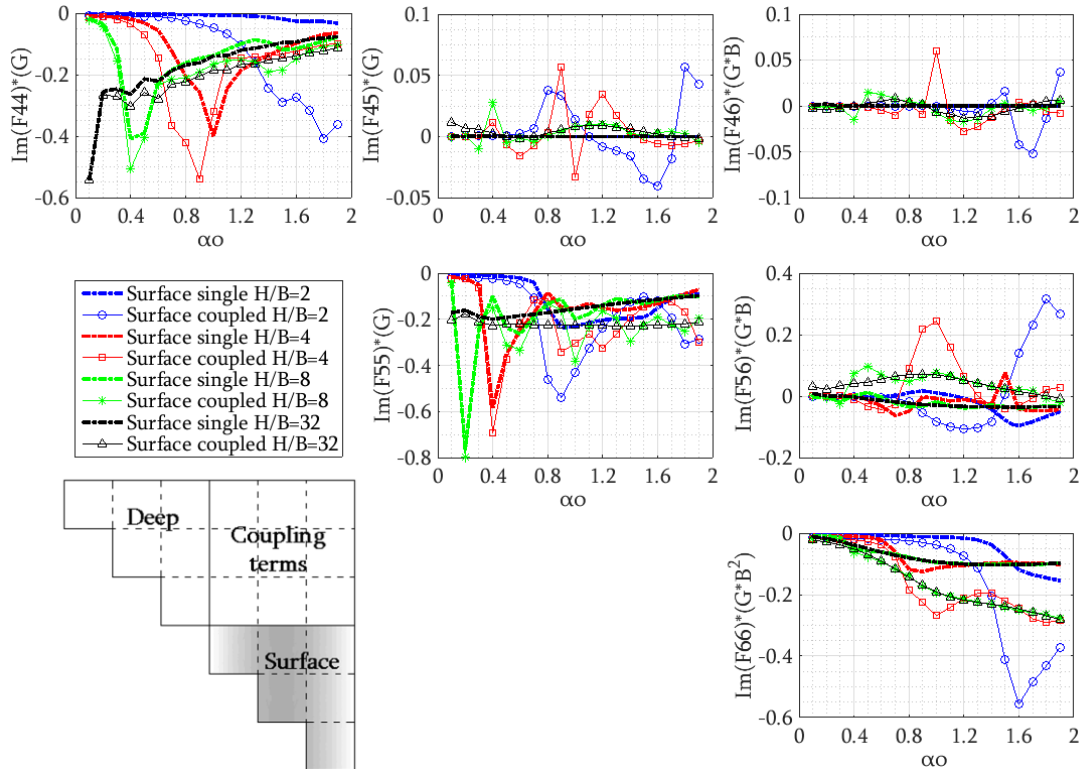 Im(F44)*(G)
0
-0.2
-0.4
-0.6
0 0.4 0.8 1.2 1.6 2
αo
Im(F45)*(G)
0.1
0.05
0
0.05
0 0.4 0.8 1.2 1.6 2
αo
Im(F46)*(G*B)
0.1
0.05
0
-0.05
0.1
0 0.4 0.8 1.2 1.6 2
αo
Surface single H/B=2
Surface coupled H/B=2
Surface single H/B=4
Surface coupled H/B=4
Surface single H/B=8
Surface coupled H/B=8
Surface single H/B=32
Surface coupled H/B=32
Im(F55)*(G)
0
-0.2
-0.4
-0.6
-0.8
0 0.4 0.8 1.2 1.6 2
αo
Im(F56)*(G*B)
0.4
0.2
0
-0.2
0 0.4 0.8 1.2 1.6 2
αo
Deep
Coupling
terms
Surface
Im(F66)*(G*B²)
0
-0.2
-0.4
-0.6
0 0.4 0.8 1.2 1.6 2
αo